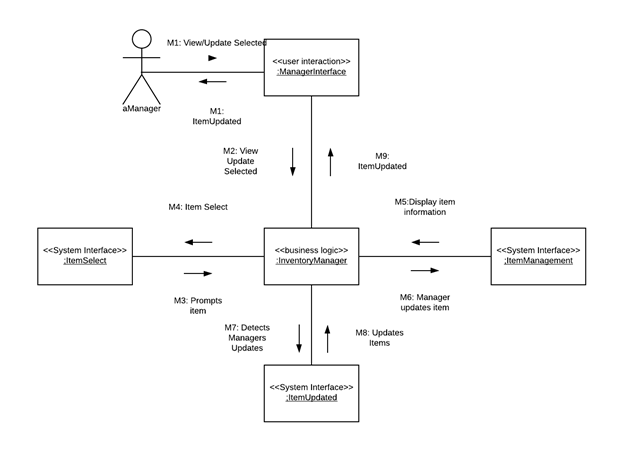 M1: View/Update Selected
<<user interaction>>
:ManagerInterface
aManager
M1:
ItemUpdated
M2: View
Update
Selected
M9:
ItemUpdated
M4: Item Select
M5:Display item
information
<<System Interface>>
:ItemSelect
<<business logic>>
:InventoryManager
<<System Interface>>
:ItemManagement
M3: Prompts
item
M6: Manager
updates item
M7: Detects
Managers
Updates
M8: Updates
Items
<<System Interface>>
:ItemUpdated